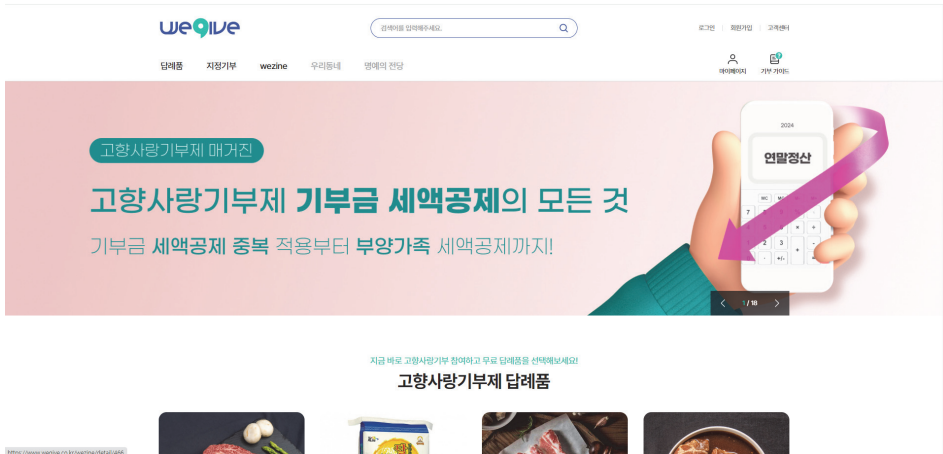 wegive
검색어를 입력해주세요.
로그인 회원가입 고객센터
답례품 지정기부 wezine 우리동네 명예의 전당
마이페이지 기부 가이드
고향사랑기부제 매거진
고향사랑기부제 기부금 세액공제의 모든 것
기부금 세액공제 중복 적용부터 부양가족 세액공제까지!
2024
연말정산
MC
7
2 3 -
+
+/-
< 1 / 18 >
지금 바로 고향사랑기부 참여하고 무료 답례품을 선택해보세요!
고향사랑기부제 답례품